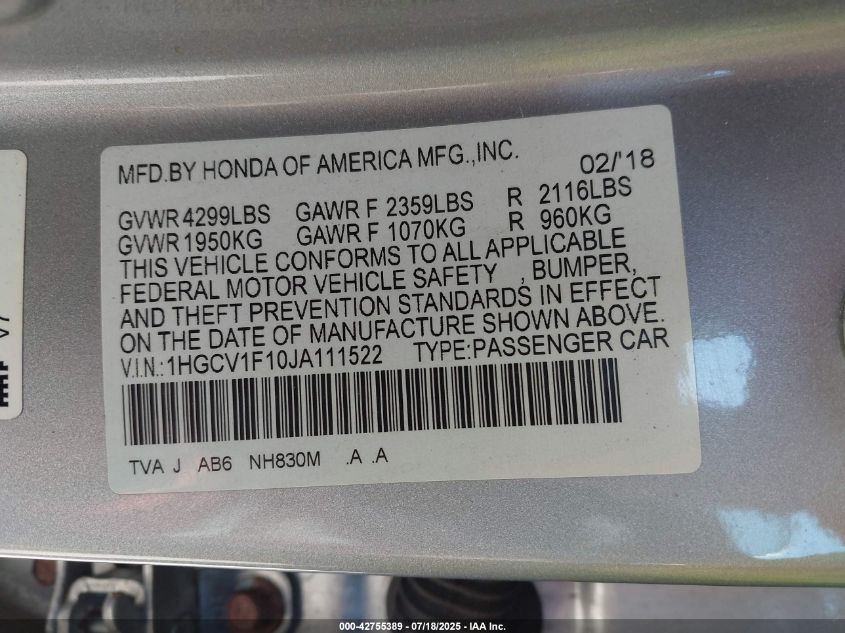 MFD.BY HONDA OF AMERICA MFG.,INC. 02/'18
GVWR 4299LBS GAWR F 2359LBS R 2116LBS
GVWR 1950KG GAWR F 1070KG R 960KG
THIS VEHICLE CONFORMS TO ALL APPLICABLE
FEDERAL MOTOR VEHICLE SAFETY , BUMPER,
AND THEFT PREVENTION STANDARDS IN EFFECT
ON THE DATE OF MANUFACTURE SHOWN ABOVE.
V.I.N.:1HGCV1F10JA111522 TYPE:PASSENGER CAR
TVA J AB6 NH830M .A .A
000-42755389 - 07/18/2025 - IAA Inc.